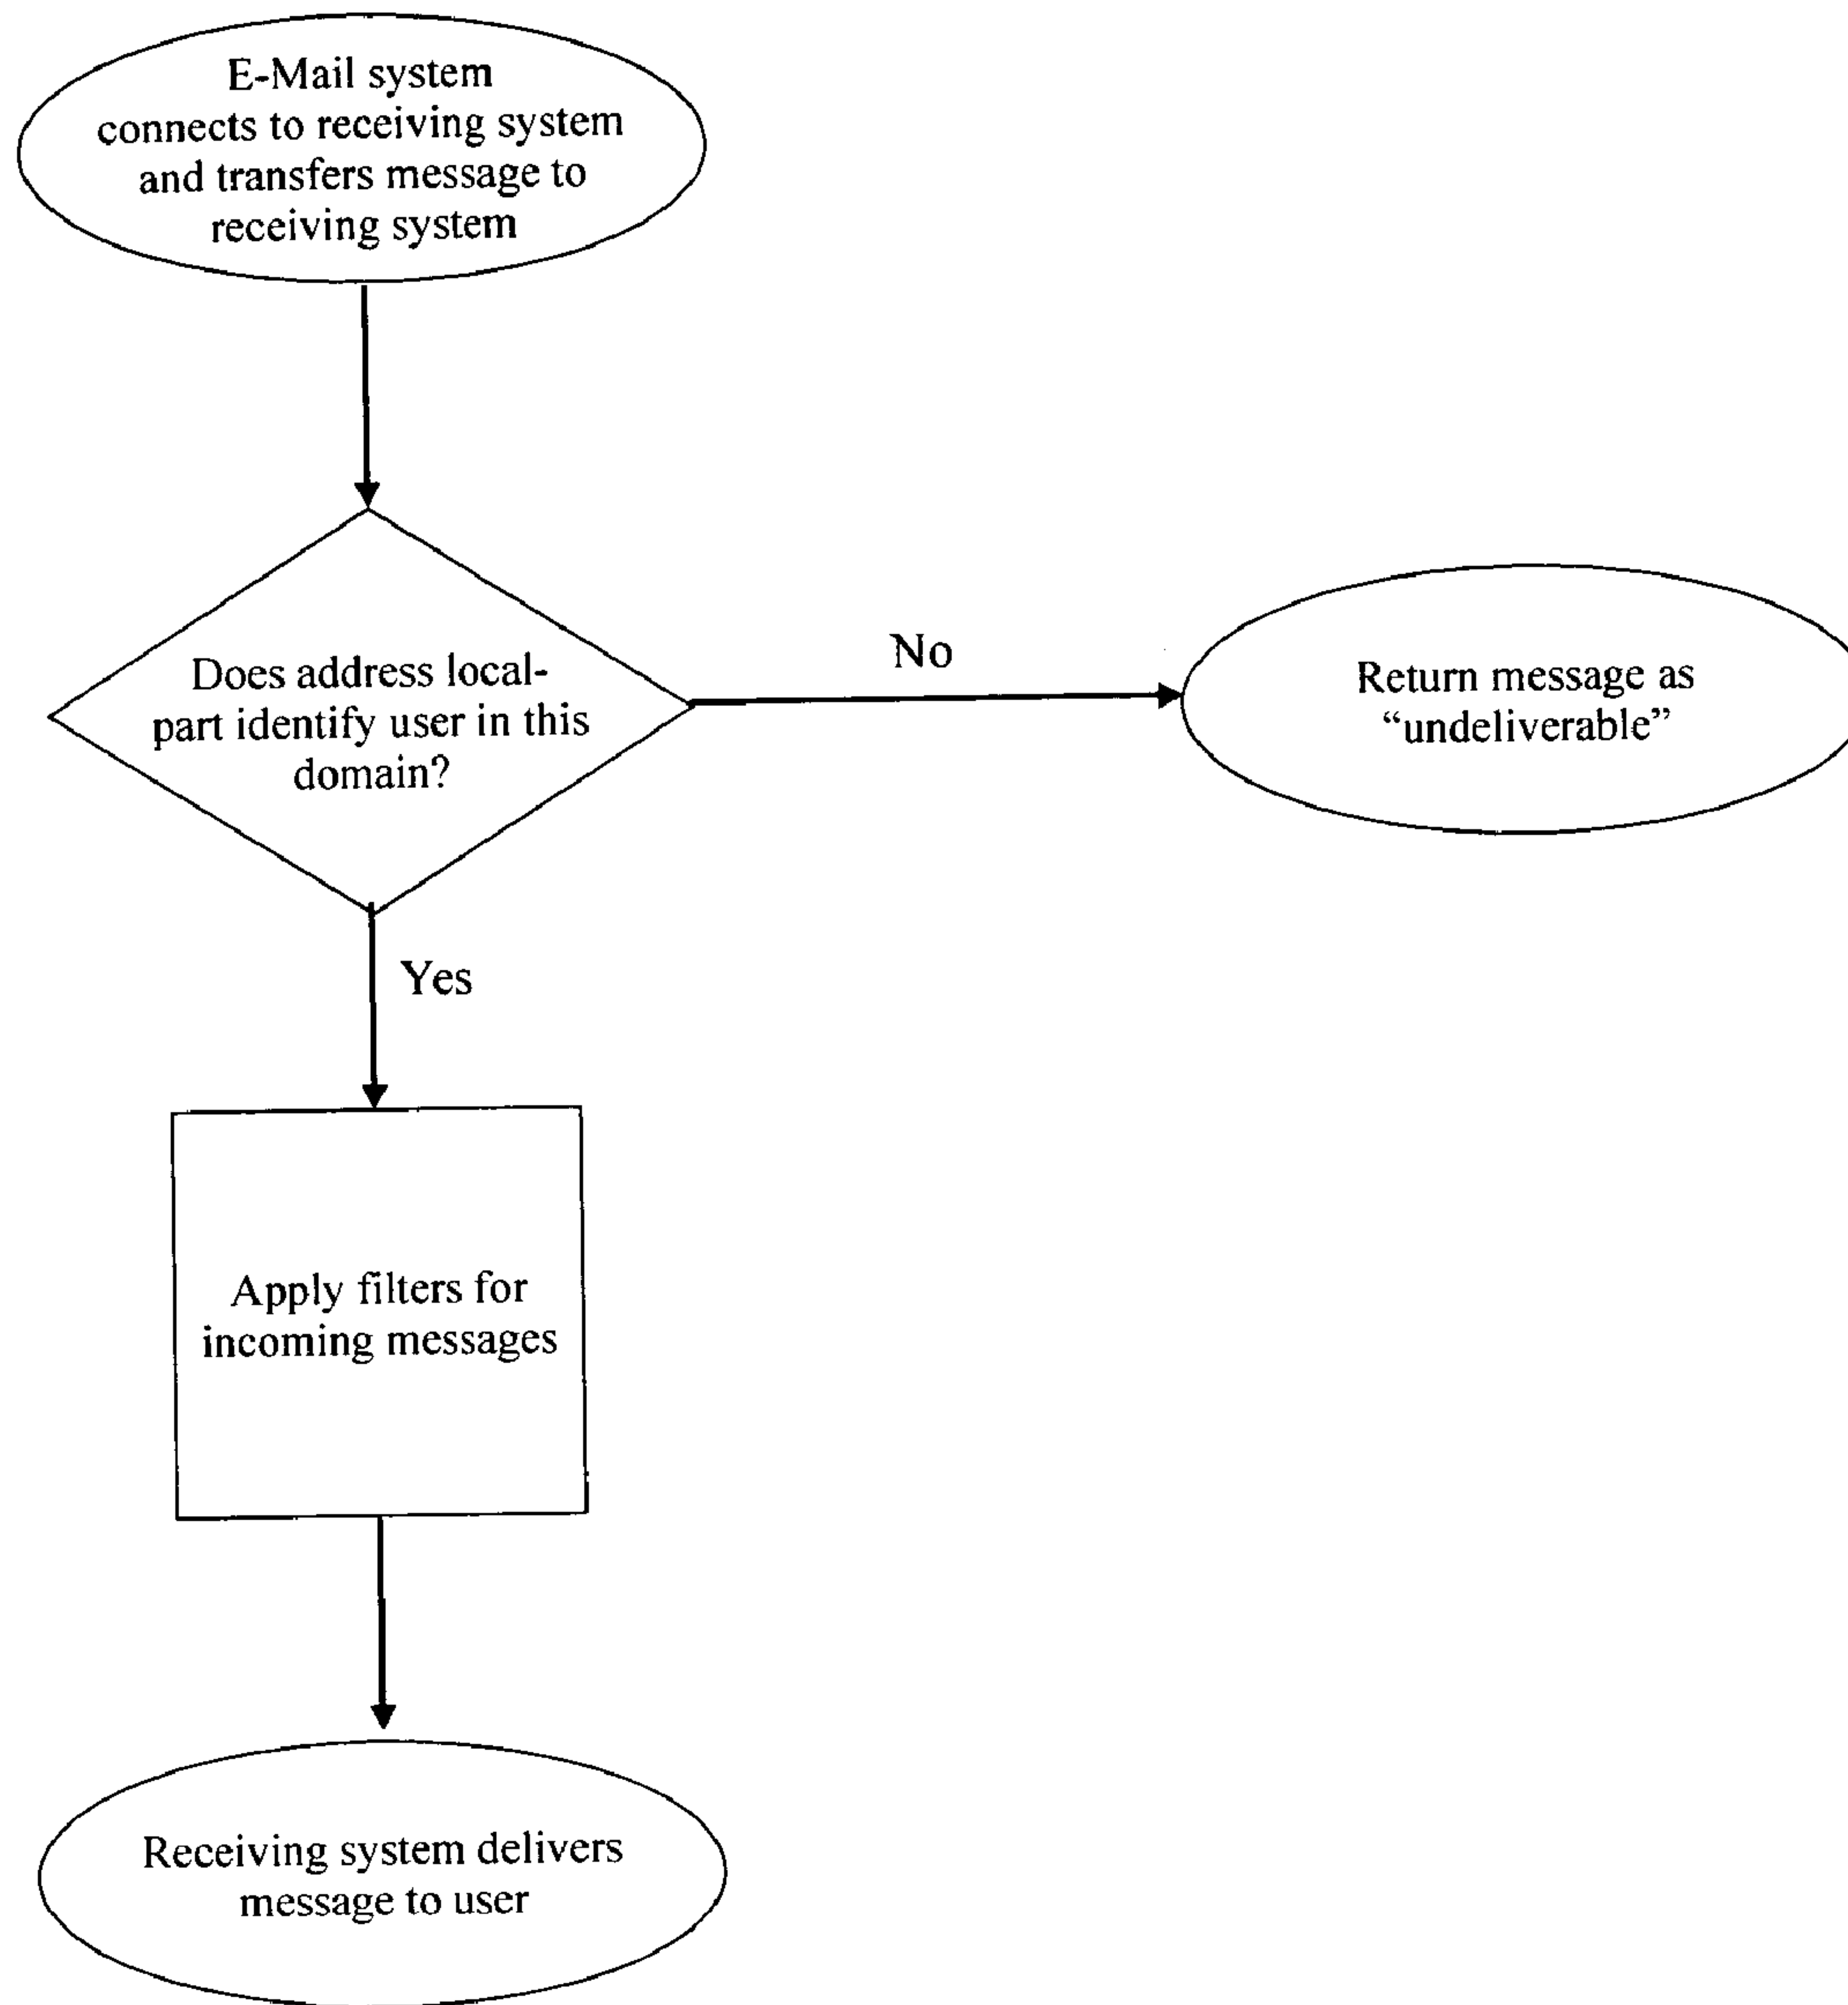 E-Mail system
connects to receiving system
and transfers message to
receiving system
Does address local-
part identify user in this
domain?
No
Return message as
“undeliverable”
Yes
Apply filters for
incoming messages
Receiving system delivers
message to user